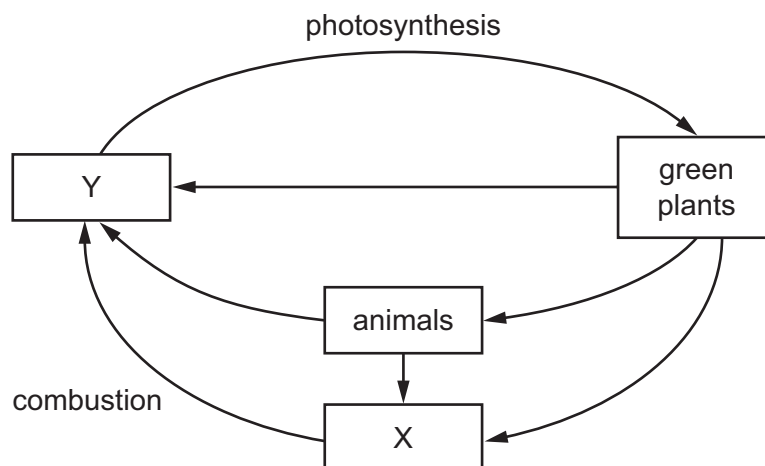 photosynthesis
Y
green
plants
animals
combustion
X